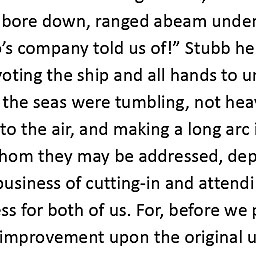 bore down, ranged abeam under
's company told us of!” Stubb he
voting the ship and all hands to u
the seas were tumbling, not hea
to the air, and making a long arc
hom they may be addressed, dep
business of cutting-in and attendi
ss for both of us. For, before we
improvement upon the original u